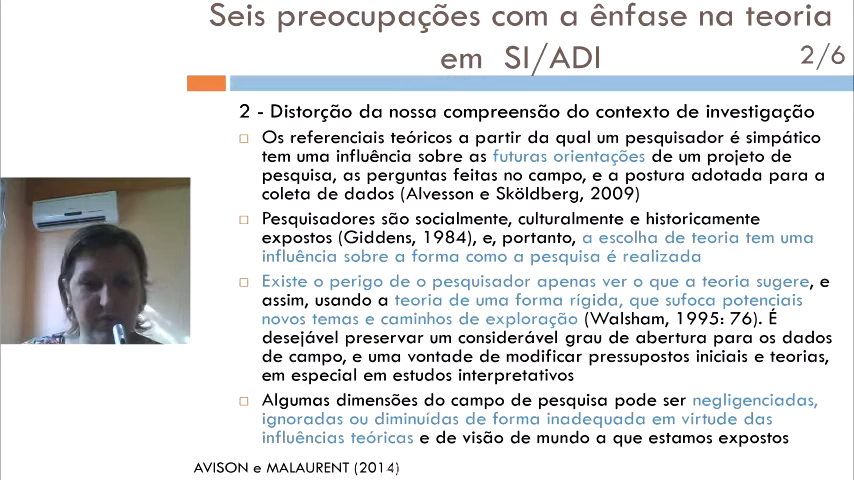 Seis preocupações com a ênfase na teoria
em SI/ADI 2/6
2 - Distorção da nossa compreensão do contexto de investigação
Os referenciais teóricos a partir da qual um pesquisador é simpático
tem uma influência sobre as futuras orientações de um projeto de
pesquisa, as perguntas feitas no campo, e a postura adotada para a
coleta de dados (Alvesson e Sköldberg, 2009)
Pesquisadores são socialmente, culturalmente e historicamente
expostos (Giddens, 1984), e, portanto, a escolha de teoria tem uma
influência sobre a forma como a pesquisa é realizada
Existe o perigo de o pesquisador apenas ver o que a teoria sugere, e
assim, usando a teoria de uma forma rígida, que sufoca potenciais
novos temas e caminhos de exploração (Walsham, 1995: 76). É
desejável preservar um considerável grau de abertura para os dados
de campo, e uma vontade de modificar pressupostos iniciais e teorias,
em especial em estudos interpretativos
Algumas dimensões do campo de pesquisa pode ser negligenciadas,
ignoradas ou diminuídas de forma inadequada em virtude das
influências teóricas e de visão de mundo a que estamos expostos
AVISON e MALAURENT (2014)